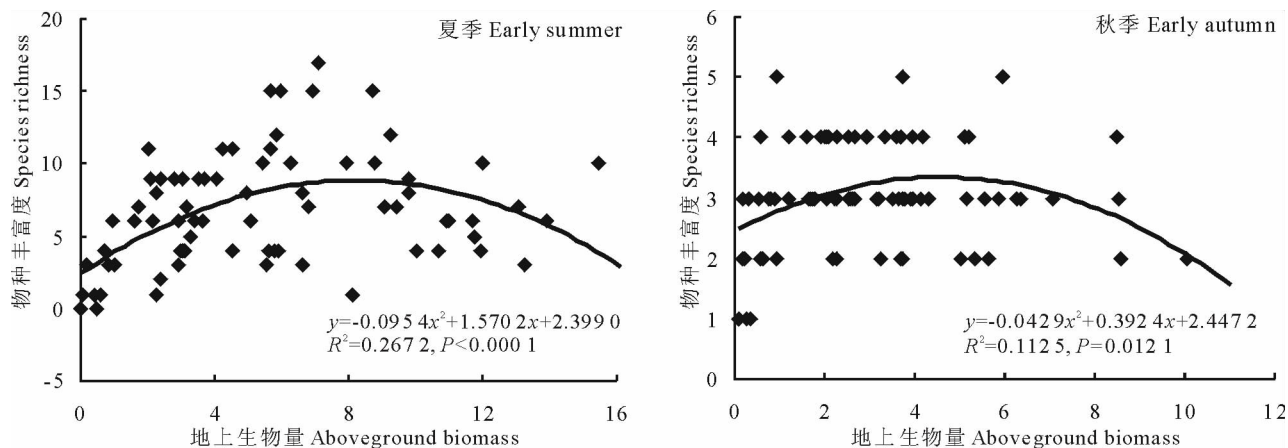 夏季 Early summer
物种丰富度 Species richness
20
15
10
5
0
-5
y=-0.095 4x²+1.570 2x+2.399 0
R²=0.267 2, P<0.000 1
0 4 8 12 16
地上生物量 Aboveground biomass
秋季 Early autumn
物种丰富度 Species richness
6
5
4
3
2
1
0
y=-0.042 9x²+0.392 4x+2.447 2
R²=0.112 5, P=0.012 1
0 2 4 6 8 10 12
地上生物量 Aboveground biomass